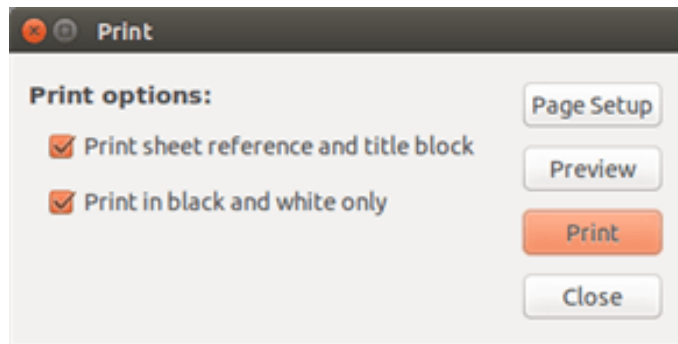 Print
Print options:
Page Setup
Print sheet reference and title block
Preview
Print in black and white only
Print
Close